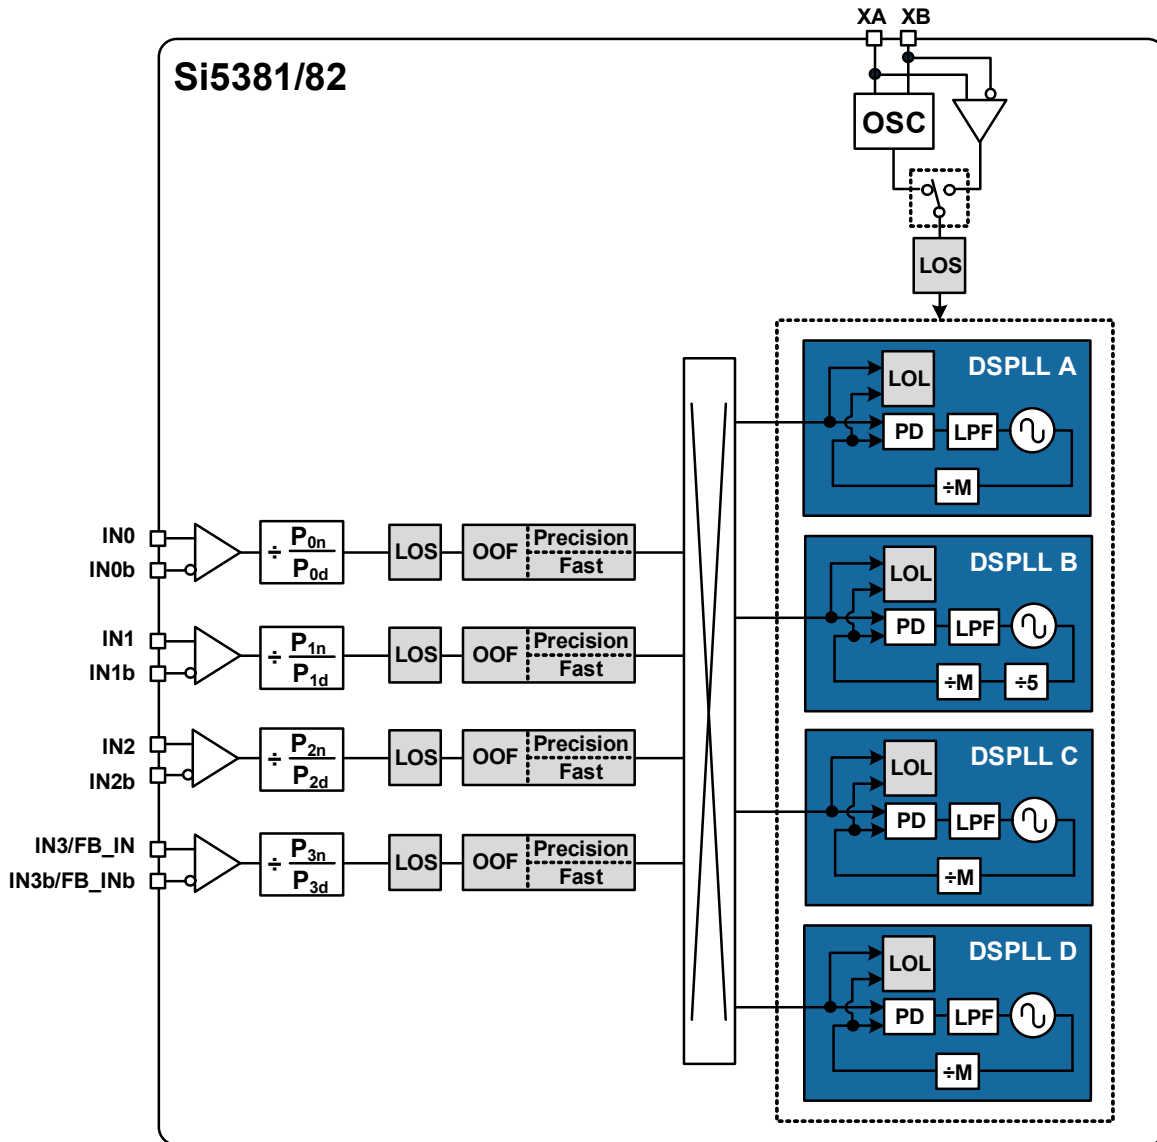 XA XB
Si5381/82
OSC
LOS
DSPLL A
LOL
PD LPF
÷M
IN0
IN0b
÷ P0n
P0d
LOS OOF Precision
Fast
DSPLL B
LOL
PD LPF
÷M ÷5
IN1
IN1b
÷ P1n
P1d
LOS OOF Precision
Fast
IN2
IN2b
÷ P2n
P2d
LOS OOF Precision
Fast
DSPLL C
LOL
PD LPF
÷M
IN3/FB_IN
IN3b/FB_INb
÷ P3n
P3d
LOS OOF Precision
Fast
DSPLL D
LOL
PD LPF
÷M